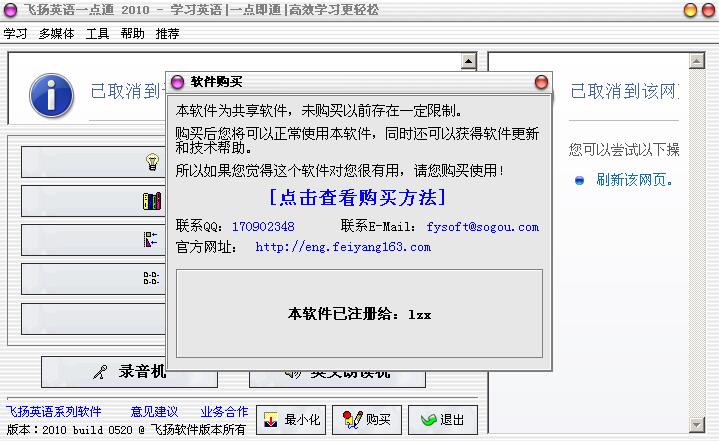 飞扬英语一点通 2010 - 学习英语|一点即通|高效学习更轻松
学习 多媒体 工具 帮助 推荐
已取消到
软件购买
本软件为共享软件，未购买以前存在一定限制。
购买后您将可以正常使用本软件，同时还可以获得软件更新
和技术帮助。
所以如果您觉得这个软件对您很有用，请您购买使用！
[点击查看购买方法]
联系QQ: 170902348 联系E-Mail: fysoft@sogou.com
官方网址: http://eng.feiyang163.com
本软件已注册给: lzx
已取消到该网
您可以尝试以下操
刷新该网页。
录音机
英文朗读机
飞扬英语系列软件 意见建议 业务合作
版本: 2010 build 0520 @ 飞扬软件版本所有
最小化 购买 退出